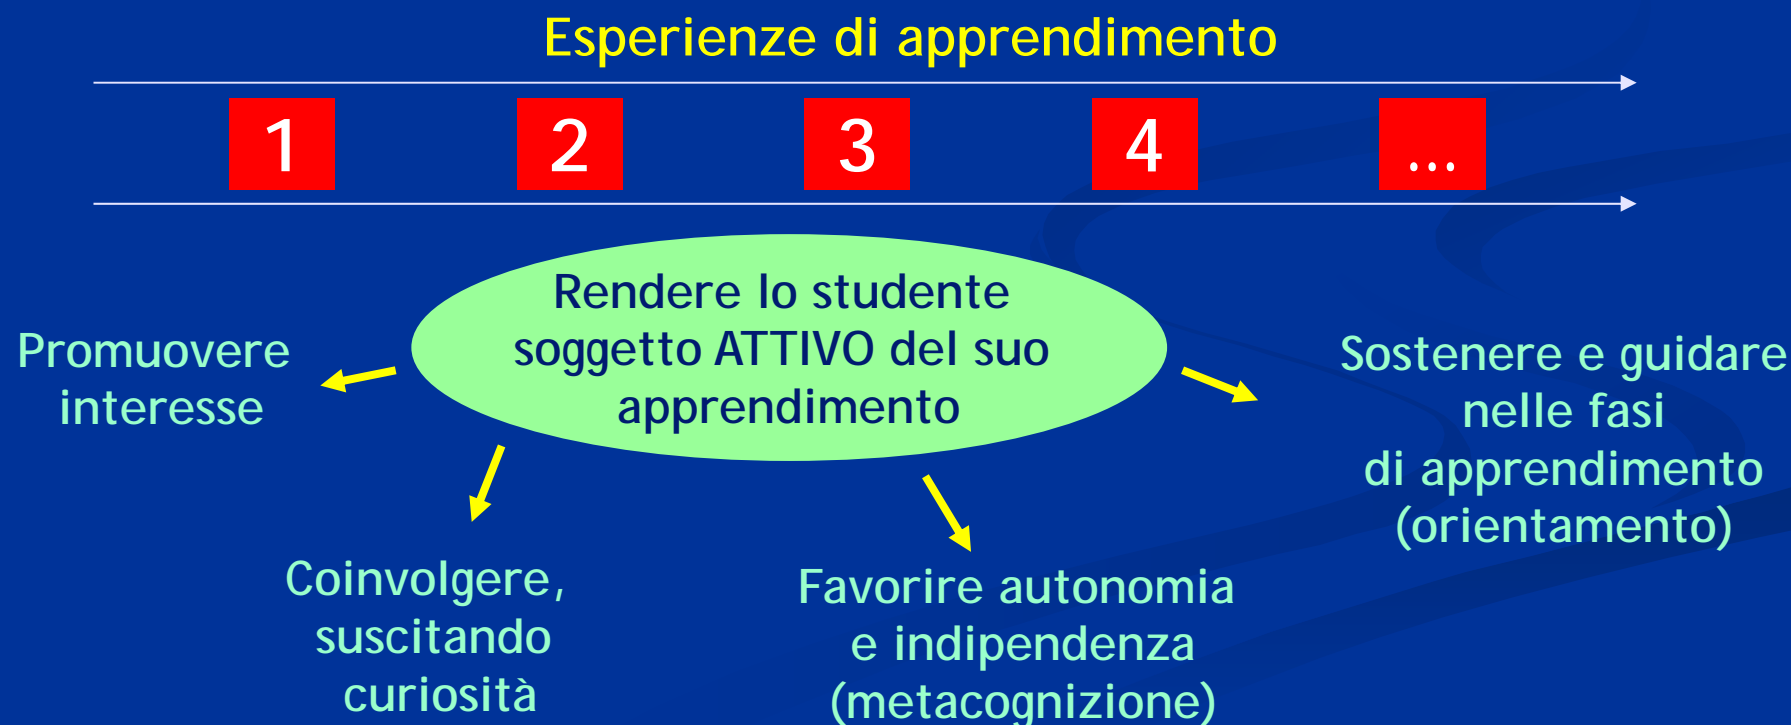 Esperienze di apprendimento
1 2 3 4 ...
Rendere lo studente
soggetto ATTIVO del suo
apprendimento
Promuovere
interesse
Coinvolgere,
suscitando
curiosità
Favorire autonomia
e indipendenza
(metacognizione)
Sostenere e guidare
nelle fasi
di apprendimento
(orientamento)